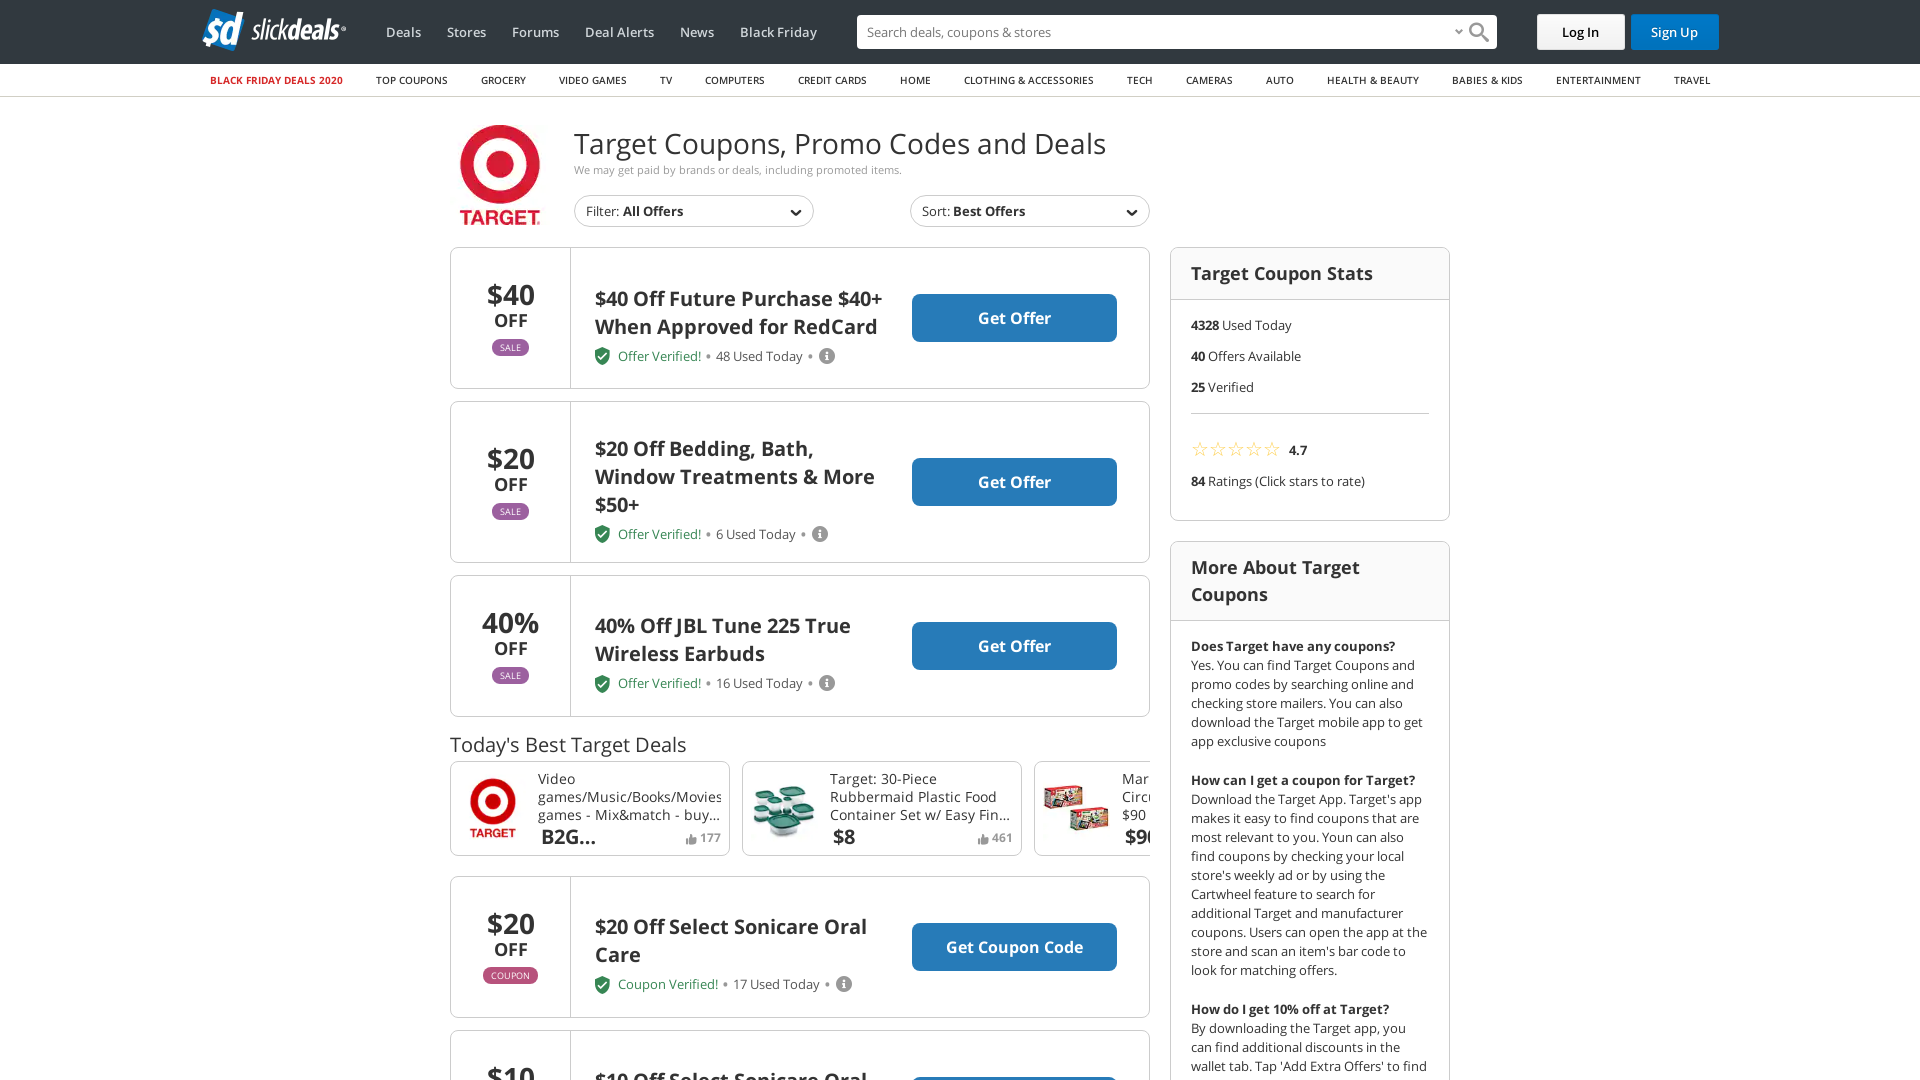 sd slickdeals
Deals
Stores
Forums
Deal Alerts
News
Black Friday
Search deals, coupons & stores
Log In
Sign Up
BLACK FRIDAY DEALS 2020
TOP COUPONS
GROCERY
VIDEO GAMES
TV
COMPUTERS
CREDIT CARDS
HOME
CLOTHING & ACCESSORIES
TECH
CAMERAS
AUTO
HEALTH & BEAUTY
BABIES & KIDS
ENTERTAINMENT
TRAVEL
TARGET
Target Coupons, Promo Codes and Deals
We may get paid by brands or deals, including promoted items.
Filter: All Offers
Sort: Best Offers
$40
OFF
SALE
$40 Off Future Purchase $40+
When Approved for RedCard
Offer Verified! • 48 Used Today •
Get Offer
$20
OFF
SALE
$20 Off Bedding, Bath,
Window Treatments & More
$50+
Offer Verified! • 6 Used Today •
Get Offer
40%
OFF
SALE
40% Off JBL Tune 225 True
Wireless Earbuds
Offer Verified! • 16 Used Today •
Get Offer
Today's Best Target Deals
TARGET
Video
games/Music/Books/Movies
games - Mix&match - buy...
B2G...
177
Target: 30-Piece
Rubbermaid Plastic Food
Container Set w/ Easy Fin...
$8
461
Mar
Circu
$90
$90
$20
OFF
COUPON
$20 Off Select Sonicare Oral
Care
Coupon Verified! • 17 Used Today •
Get Coupon Code
$10
$10 Off Select Sonicare Oral
Target Coupon Stats
4328 Used Today
40 Offers Available
25 Verified
☆☆☆☆☆ 4.7
84 Ratings (Click stars to rate)
More About Target
Coupons
Does Target have any coupons?
Yes. You can find Target Coupons and
promo codes by searching online and
checking store mailers. You can also
download the Target mobile app to get
app exclusive coupons
How can I get a coupon for Target?
Download the Target App. Target's app
makes it easy to find coupons that are
most relevant to you. Youn can also
find coupons by checking your local
store's weekly ad or by using the
Cartwheel feature to search for
additional Target and manufacturer
coupons. Users can open the app at the
store and scan an item's bar code to
look for matching offers.
How do I get 10% off at Target?
By downloading the Target app, you
can find additional discounts in the
wallet tab. Tap 'Add Extra Offers' to find